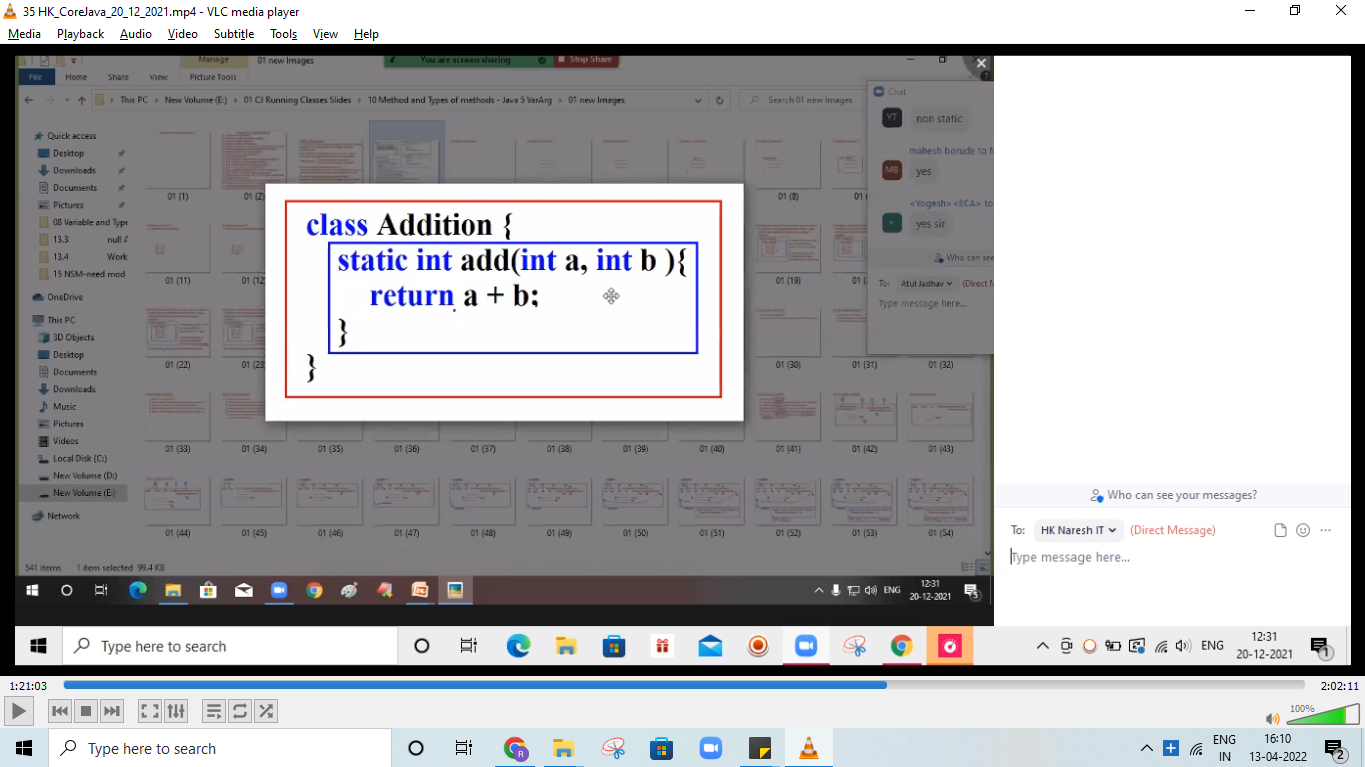 35 HK_CoreJava_20_12_2021.mp4 - VLC media player
Media Playback Audio Video Subtitle Tools View Help
Manage 01 new Images You are screen sharing Stop Share
File Home Share View Picture Tools
This PC > New Volume (E:) > 01 CJ Running Classes Slides > 10 Method and Types of methods - Java 5 VarArg > 01 new Images
Search 01 new Images
Quick access
Desktop
Downloads
Documents
Pictures
08 Variable and Type
13.3 null
13.4 Work
15 NSM-need mod
OneDrive
This PC
3D Objects
Desktop
Documents
Downloads
Music
Pictures
Videos
Local Disk (C:)
New Volume (D:)
New Volume (E:)
Network
01 (1) 01 (2) 01 (8)
01 (11) 01 (19)
01 (22) 01 (23 01 (30) 01 (31) 01 (32)
01 (33) 01 (34) 01 (35) 01 (36) 01 (37) 01 (38) 01 (39) 01 (40) 01 (41) 01 (42) 01 (43)
01 (44) 01 (45) 01 (46) 01 (47) 01 (48) 01 (49) 01 (50) 01 (51) 01 (52) 01 (53) 01 (54)
541 items 1 item selected 99.4 KB
class Addition {
static int add(int a, int b ){
return a + b;
}
}
Chat
YT non static
mahesh borude to
MB yes
<Yogesh> <BCA> to
< yes sir
Who can see
To: Atul Jadhav (Direct M
Type message here...
ENG 12:31
20-12-2021
5
Who can see your messages?
To: HK Naresh IT (Direct Message)
Type message here...
Type here to search
ENG 12:31
20-12-2021
1
1:21:03 2:02:11
100%
Type here to search
ENG 16:10
IN 13-04-2022
2